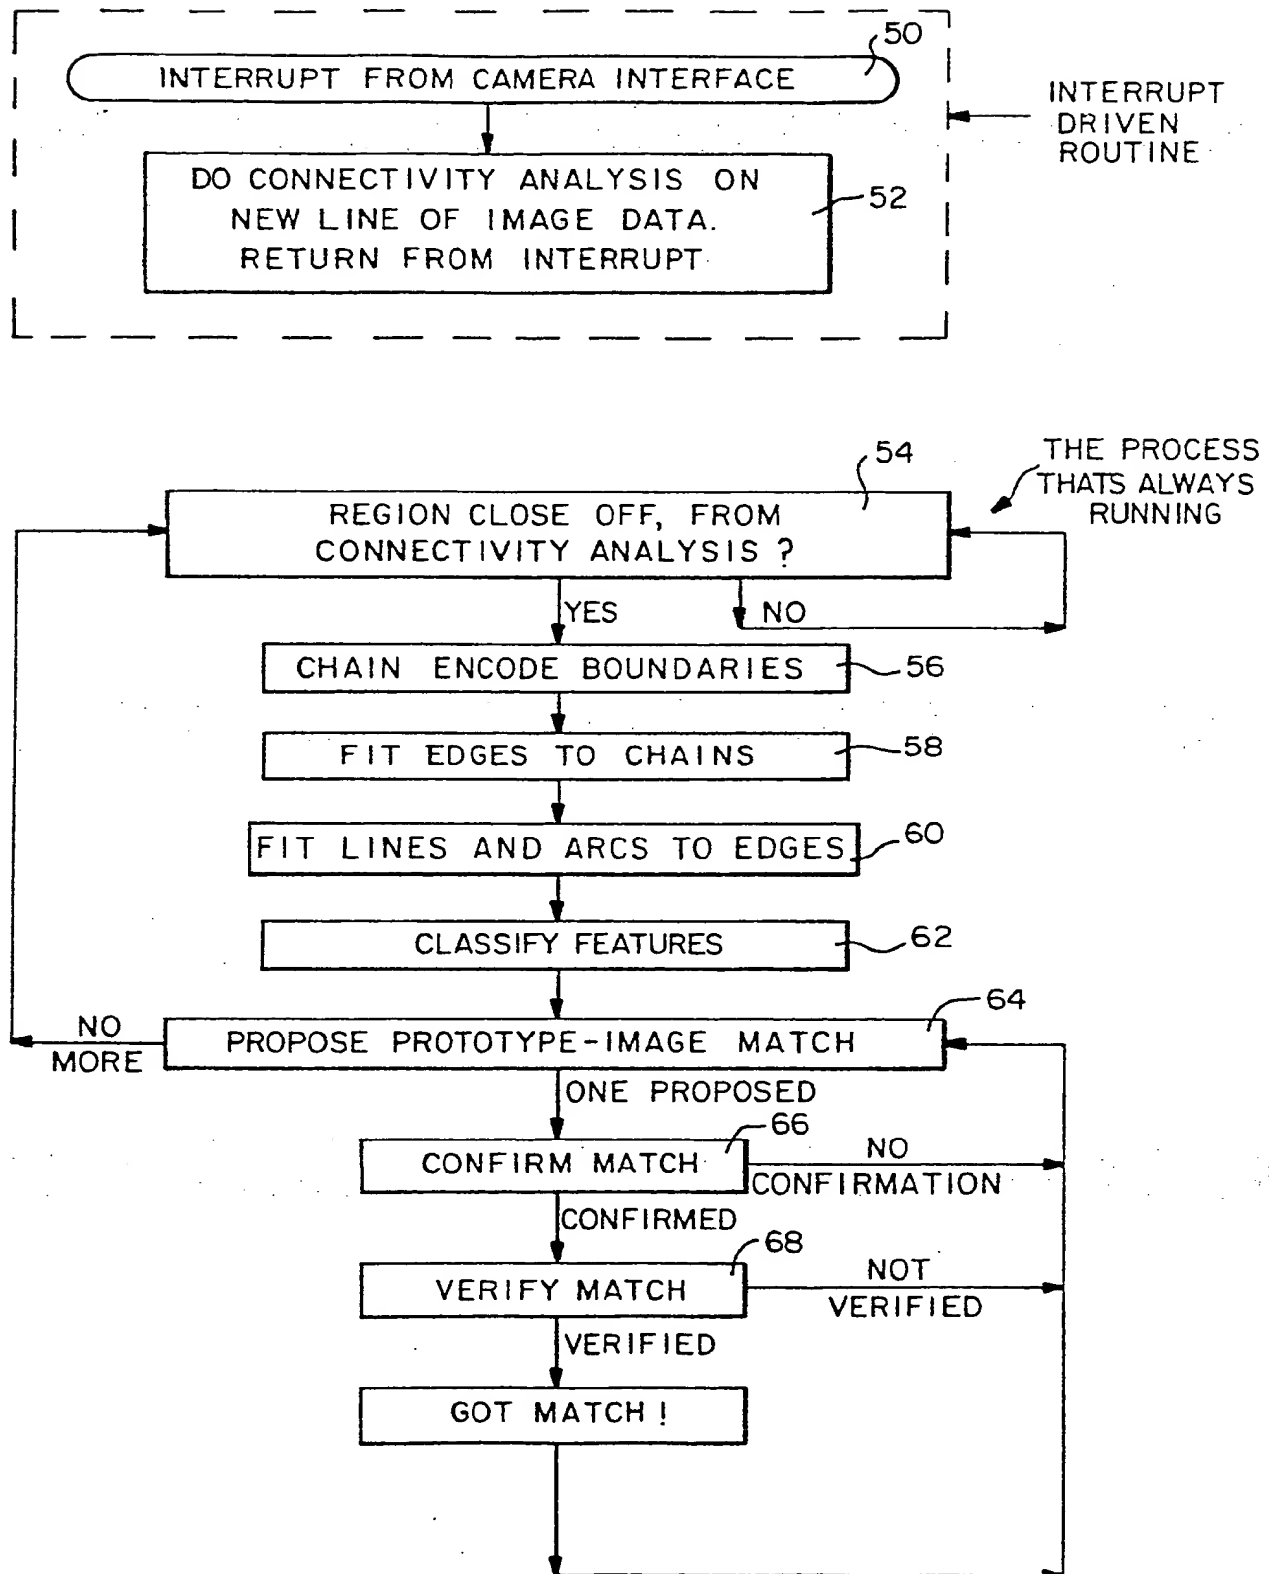 50
INTERRUPT FROM CAMERA INTERFACE
INTERRUPT
DRIVEN
ROUTINE
DO CONNECTIVITY ANALYSIS ON
NEW LINE OF IMAGE DATA.
RETURN FROM INTERRUPT
52
54
THE PROCESS
THATS ALWAYS
RUNNING
REGION CLOSE OFF, FROM
CONNECTIVITY ANALYSIS ?
YES
NO
CHAIN ENCODE BOUNDARIES
56
FIT EDGES TO CHAINS
58
FIT LINES AND ARCS TO EDGES
60
CLASSIFY FEATURES
62
64
NO
MORE
PROPOSE PROTOTYPE-IMAGE MATCH
ONE PROPOSED
66
CONFIRM MATCH
NO
CONFIRMATION
CONFIRMED
68
VERIFY MATCH
NOT
VERIFIED
VERIFIED
GOT MATCH !